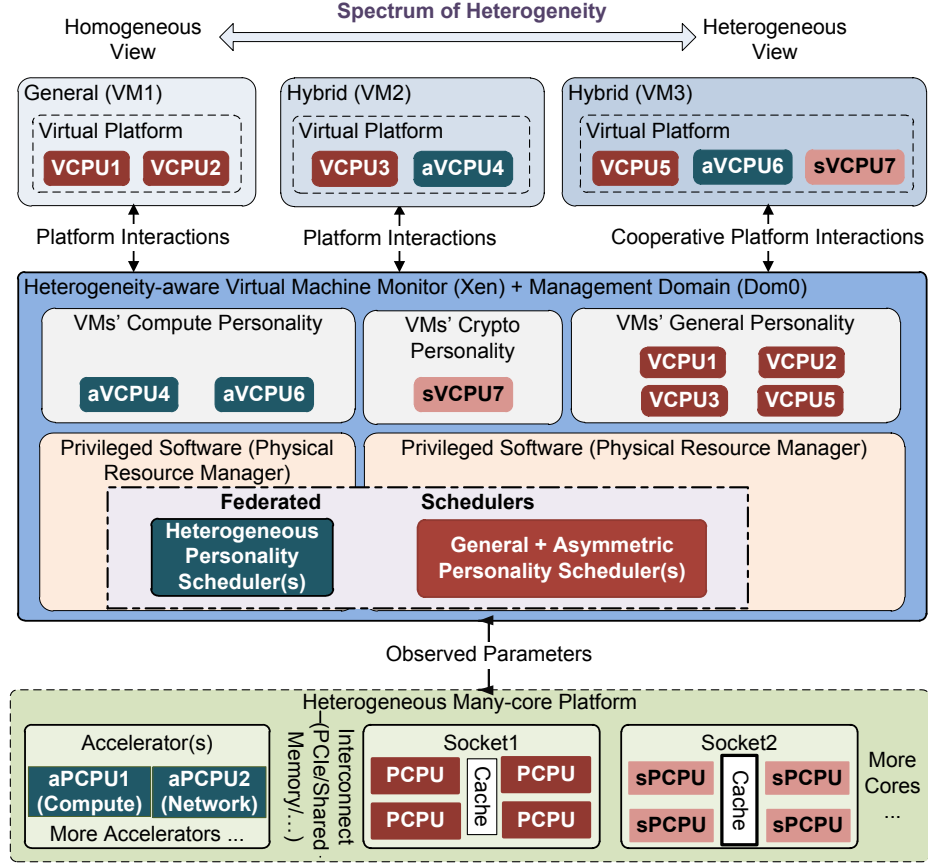 Spectrum of Heterogeneity
Homogeneous
View
Heterogeneous
View
General (VM1)
Virtual Platform
VCPU1 VCPU2
Hybrid (VM2)
Virtual Platform
VCPU3 aVCPU4
Hybrid (VM3)
Virtual Platform
VCPU5 aVCPU6 sVCPU7
Platform Interactions
Platform Interactions
Cooperative Platform Interactions
Heterogeneity-aware Virtual Machine Monitor (Xen) + Management Domain (Dom0)
VMs' Compute Personality
aVCPU4 aVCPU6
VMs' Crypto
Personality
sVCPU7
VMs' General Personality
VCPU1 VCPU2
VCPU3 VCPU5
Privileged Software (Physical
Resource Manager)
Privileged Software (Physical Resource Manager)
Federated Schedulers
Heterogeneous
Personality
Scheduler(s)
General + Asymmetric
Personality Scheduler(s)
Observed Parameters
Heterogeneous Many-core Platform
Accelerator(s)
aPCPU1 aPCPU2
(Compute) (Network)
More Accelerators ...
Interconnect
(PCIe/Shared
Memory/...)
Socket1
PCPU PCPU
Cache
PCPU PCPU
Socket2
sPCPU sPCPU
Cache
sPCPU sPCPU
More
Cores
...